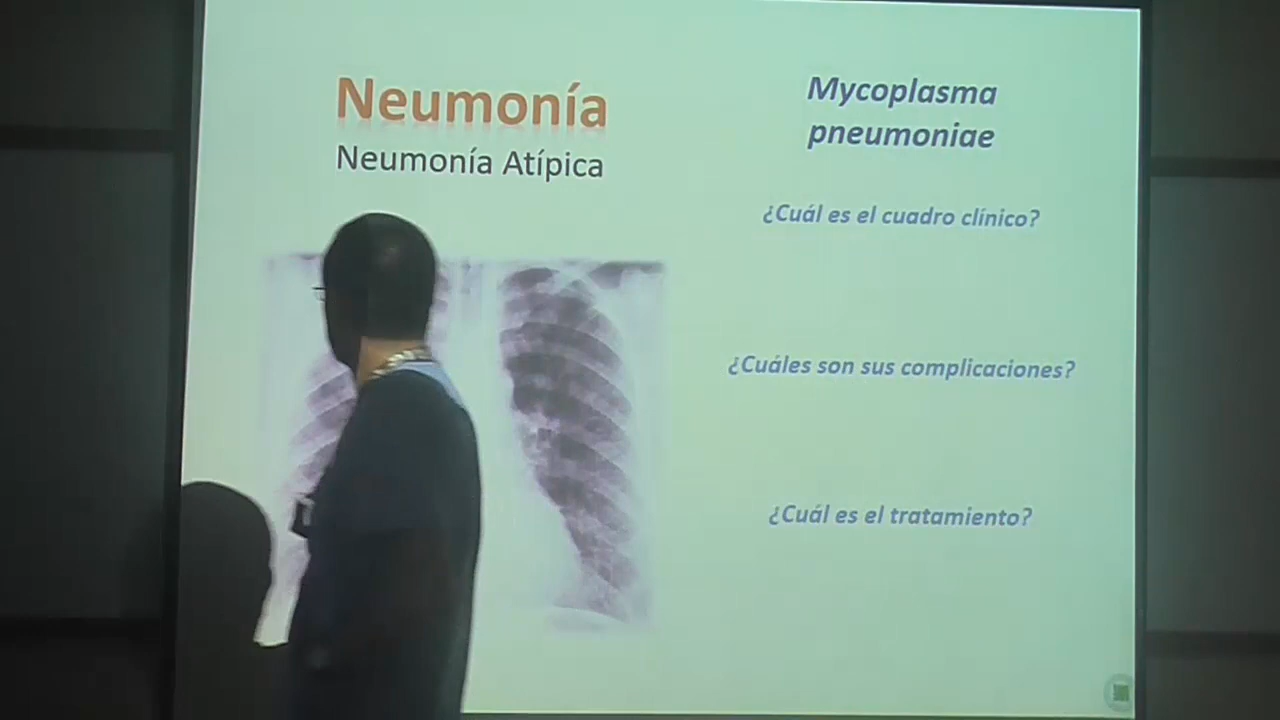 Neumonía
Neumonía Atípica
Mycoplasma
pneumoniae
¿Cuál es el cuadro clínico?
¿Cuáles son sus complicaciones?
¿Cuál es el tratamiento?